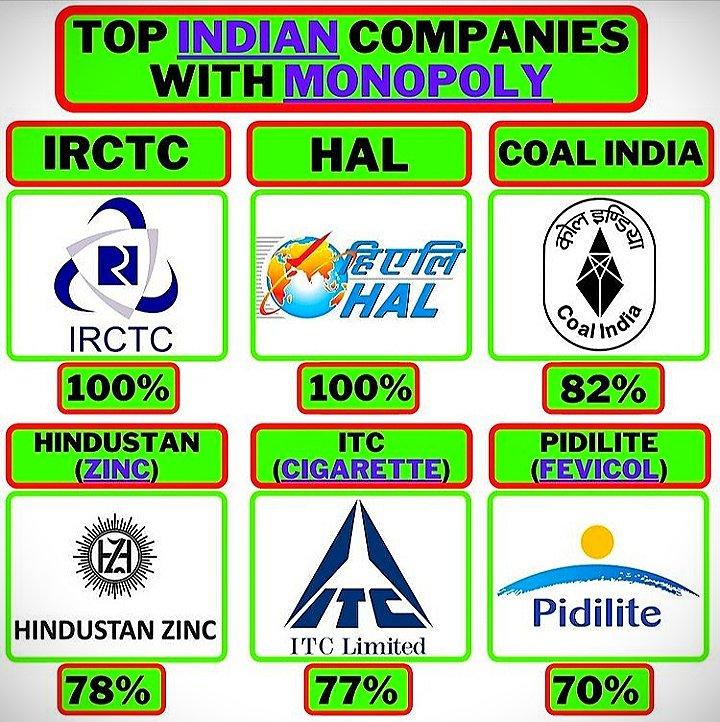 TOP INDIAN COMPANIES
WITH MONOPOLY
IRCTC
HAL
COAL INDIA
IRCTC
हिएलि
HAL
कोल इण्डिया
Coal India
100%
100%
82%
HINDUSTAN
(ZINC)
ITC
(CIGARETTE)
PIDILITE
(FEVICOL)
HZL
HINDUSTAN ZINC
ITC
ITC Limited
Pidilite
78%
77%
70%